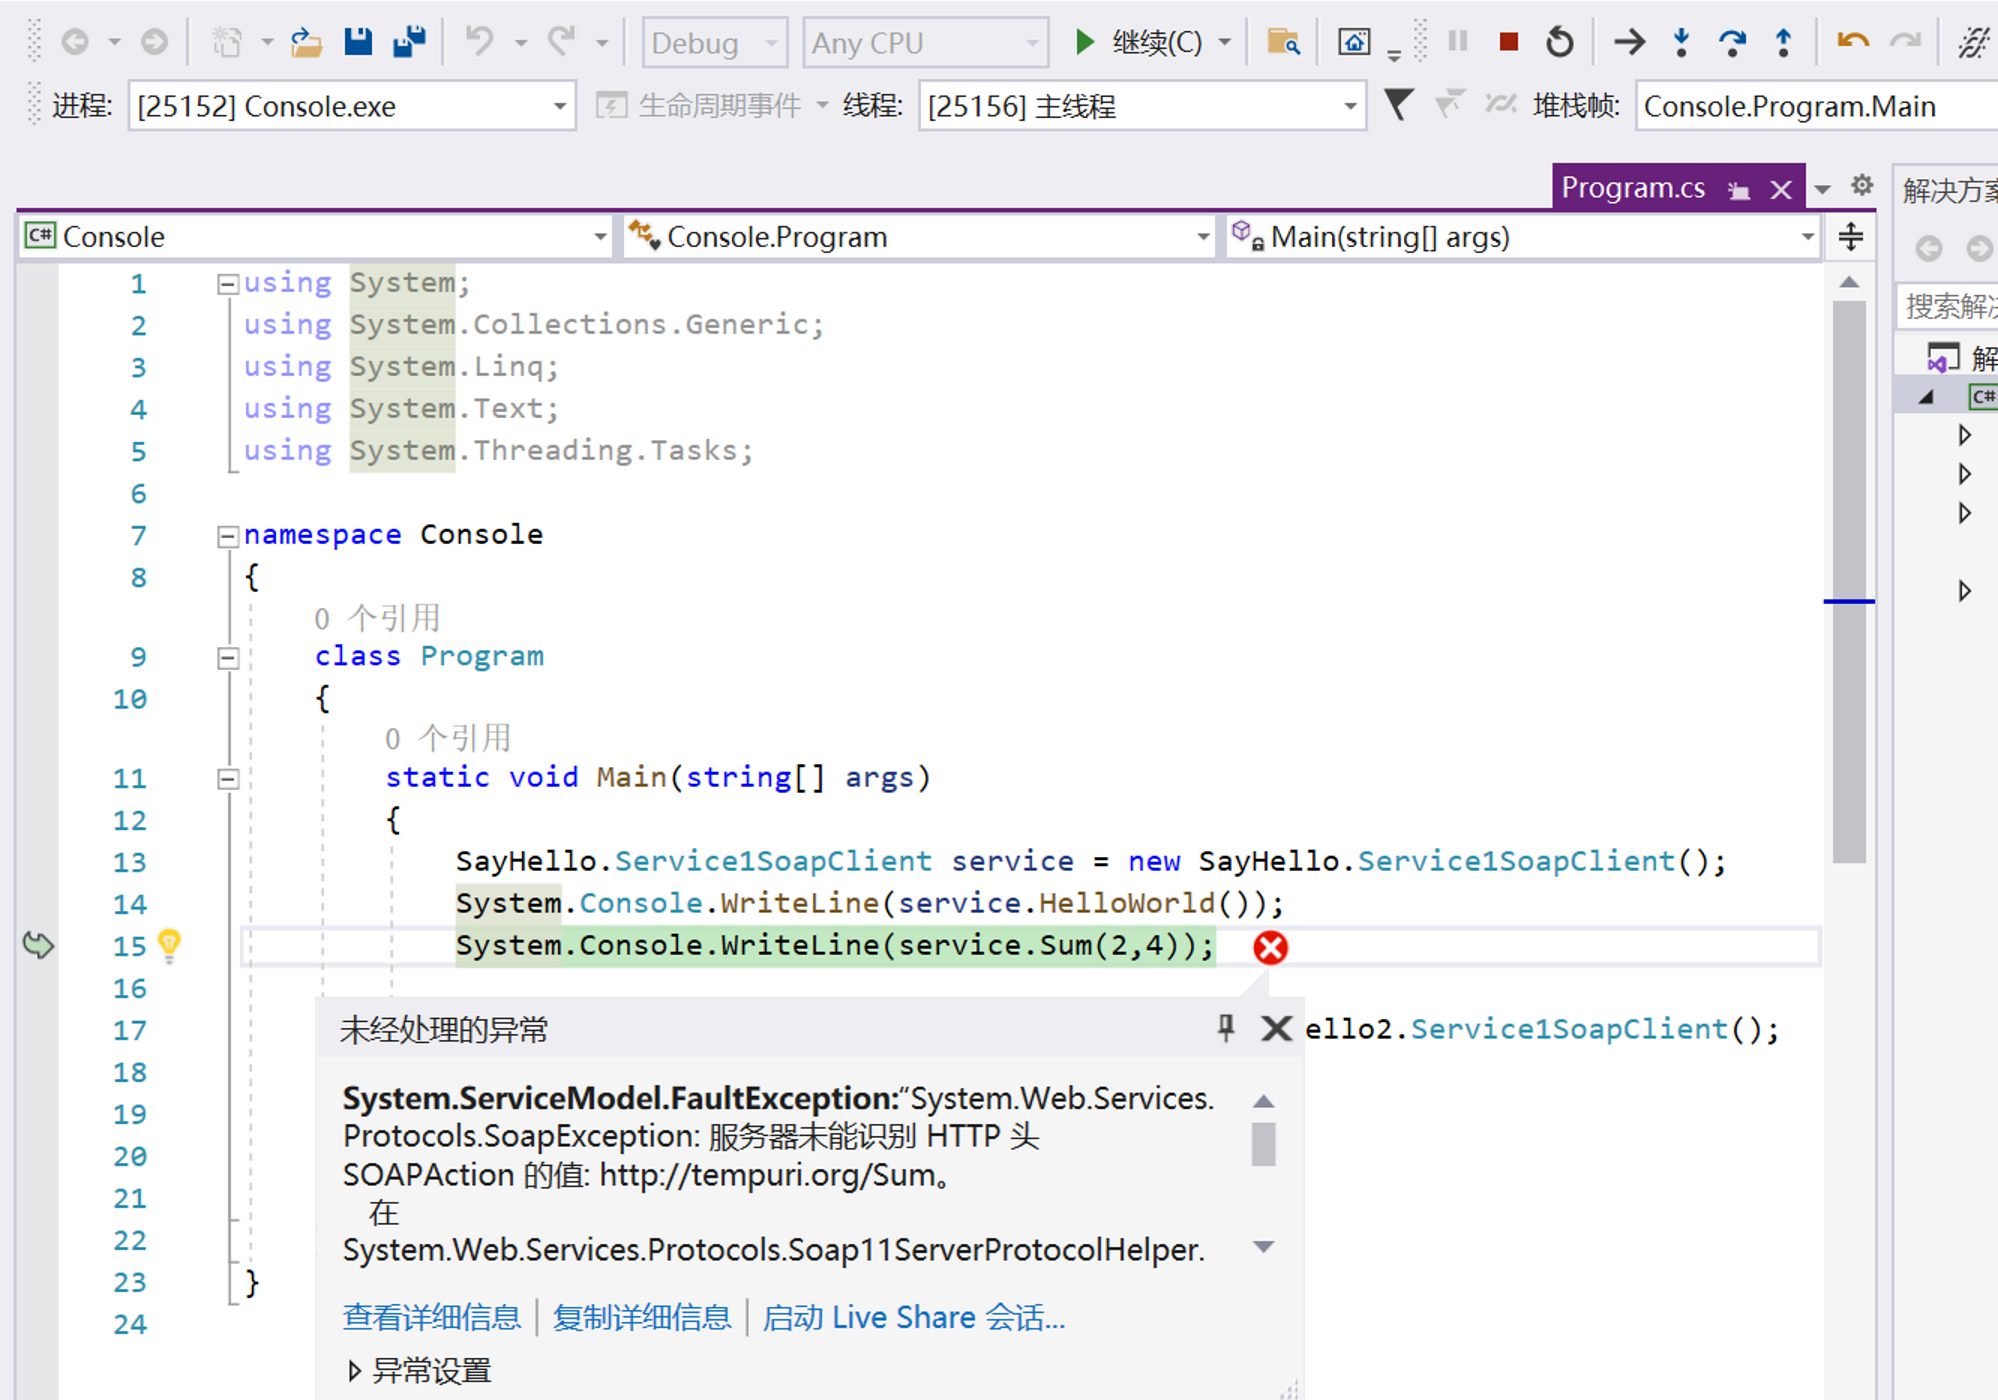 Debug Any CPU 继续(C)
进程: [25152] Console.exe 生命周期事件 线程: [25156] 主线程 堆栈帧: Console.Program.Main
Program.cs
解决方案
C# Console Console.Program Main(string[] args)
搜索解决
解
C#
1 using System;
2 using System.Collections.Generic;
3 using System.Linq;
4 using System.Text;
5 using System.Threading.Tasks;
6
7 namespace Console
8 {
0 个引用
9 class Program
10 {
0 个引用
11 static void Main(string[] args)
12 {
13 SayHello.Service1SoapClient service = new SayHello.Service1SoapClient();
14 System.Console.WriteLine(service.HelloWorld());
15 System.Console.WriteLine(service.Sum(2,4));
16
17 ello2.Service1SoapClient();
18
19
20
21
22
23 }
24
未经处理的异常
System.ServiceModel.FaultException:“System.Web.Services.
Protocols.SoapException: 服务器未能识别 HTTP 头
SOAPAction 的值: http://tempuri.org/Sum。
在
System.Web.Services.Protocols.Soap11ServerProtocolHelper.
查看详细信息 | 复制详细信息 | 启动 Live Share 会话...
异常设置